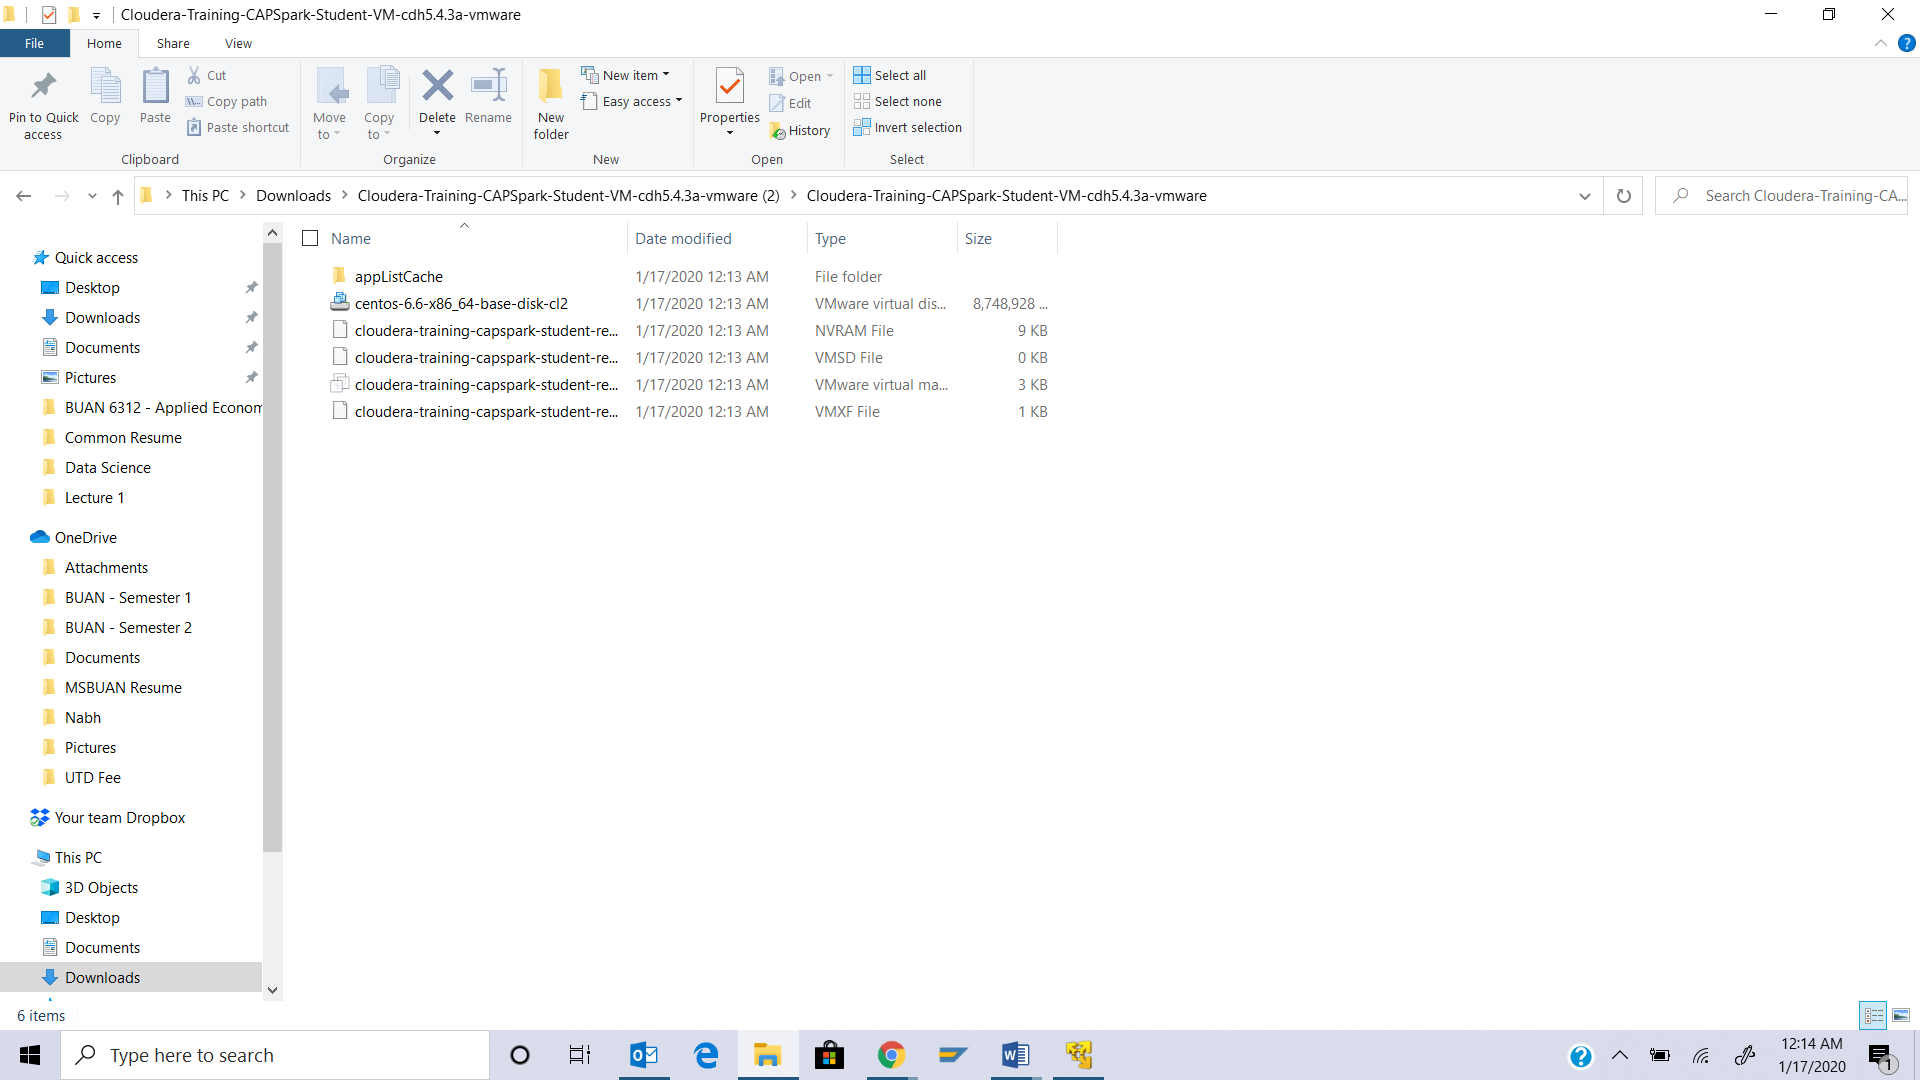 Cloudera-Training-CAPSpark-Student-VM-cdh5.4.3a-vmware
File Home Share View
Pin to Quick access
Copy
Paste
Cut
Copy path
Paste shortcut
Clipboard
Move to
Copy to
Delete
Rename
Organize
New folder
New item
Easy access
New
Properties
Open
Edit
History
Open
Select all
Select none
Invert selection
Select
This PC > Downloads > Cloudera-Training-CAPSpark-Student-VM-cdh5.4.3a-vmware (2) > Cloudera-Training-CAPSpark-Student-VM-cdh5.4.3a-vmware
Search Cloudera-Training-CA...
Quick access
Desktop
Downloads
Documents
Pictures
BUAN 6312 - Applied Econom
Common Resume
Data Science
Lecture 1
OneDrive
Attachments
BUAN - Semester 1
BUAN - Semester 2
Documents
MSBUAN Resume
Nabh
Pictures
UTD Fee
Your team Dropbox
This PC
3D Objects
Desktop
Documents
Downloads
Name Date modified Type Size
appListCache 1/17/2020 12:13 AM File folder
centos-6.6-x86_64-base-disk-cl2 1/17/2020 12:13 AM VMware virtual dis... 8,748,928 ...
cloudera-training-capspark-student-re... 1/17/2020 12:13 AM NVRAM File 9 KB
cloudera-training-capspark-student-re... 1/17/2020 12:13 AM VMSD File 0 KB
cloudera-training-capspark-student-re... 1/17/2020 12:13 AM VMware virtual ma... 3 KB
cloudera-training-capspark-student-re... 1/17/2020 12:13 AM VMXF File 1 KB
6 items
Type here to search
12:14 AM
1/17/2020
1